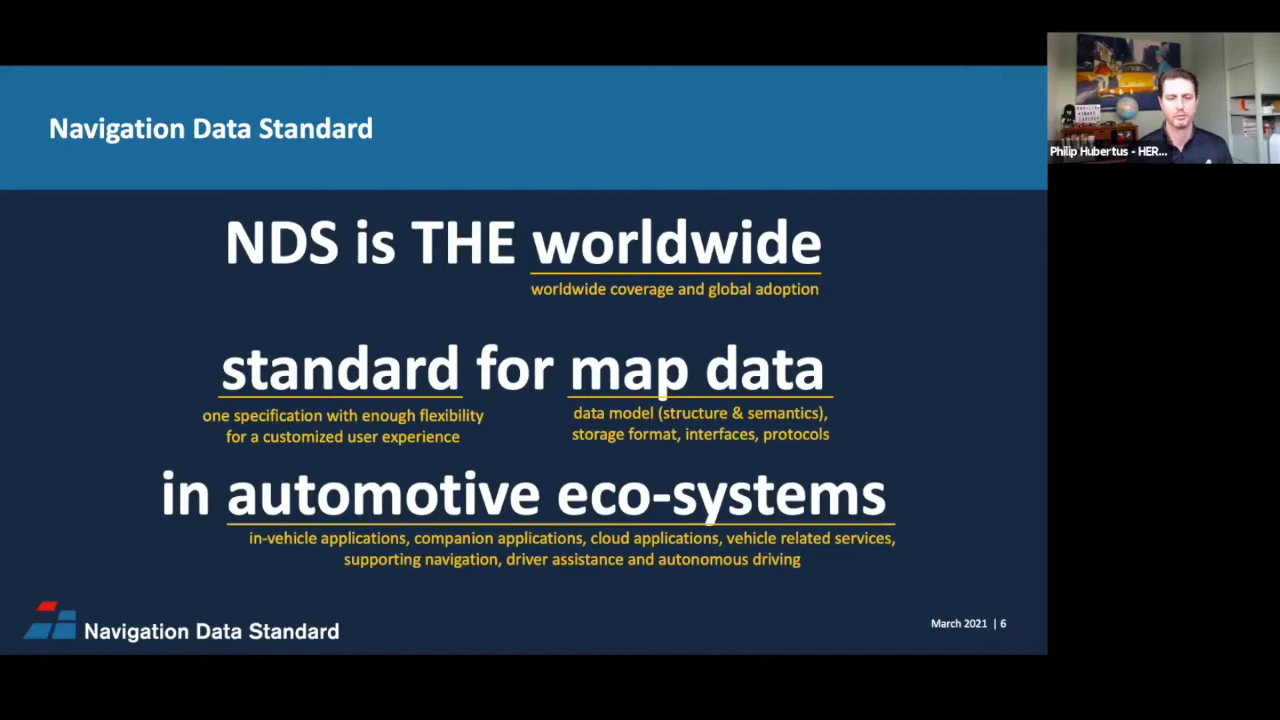 Navigation Data Standard
NDS is THE worldwide
worldwide coverage and global adoption
standard for map data
one specification with enough flexibility
for a customized user experience
data model (structure & semantics),
storage format, interfaces, protocols
in automotive eco-systems
in-vehicle applications, companion applications, cloud applications, vehicle related services,
supporting navigation, driver assistance and autonomous driving
Navigation Data Standard
March 2021 | 6
Philip Hubertus - HER...